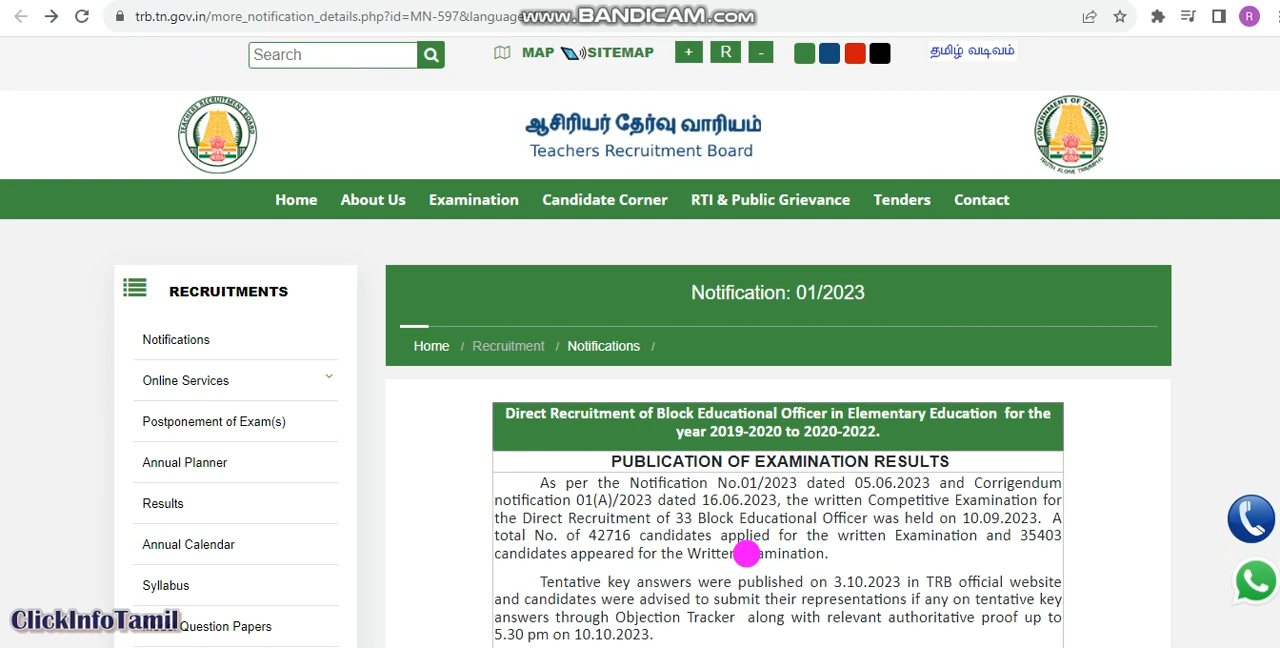 trb.tn.gov.in/more_notification_details.php?id=MN-597&language
www.BANDICAM.com
R
Search
MAP
SITEMAP
+
R
-
தமிழ் வடிவம்
TEACHERS RECRUITMENT BOARD
ஆசிரியர் தேர்வு வாரியம்
Teachers Recruitment Board
GOVERNMENT OF TAMILNADU
TRUTH ALONE TRIUMPHS
Home
About Us
Examination
Candidate Corner
RTI & Public Grievance
Tenders
Contact
RECRUITMENTS
Notifications
Online Services
Postponement of Exam(s)
Annual Planner
Results
Annual Calendar
Syllabus
Question Papers
ClickInfoTamil
Notification: 01/2023
Home / Recruitment / Notifications /
Direct Recruitment of Block Educational Officer in Elementary Education for the
year 2019-2020 to 2020-2022.
PUBLICATION OF EXAMINATION RESULTS
As per the Notification No.01/2023 dated 05.06.2023 and Corrigendum
notification 01(A)/2023 dated 16.06.2023, the written Competitive Examination for
the Direct Recruitment of 33 Block Educational Officer was held on 10.09.2023. A
total No. of 42716 candidates applied for the written Examination and 35403
candidates appeared for the Written Examination.
Tentative key answers were published on 3.10.2023 in TRB official website
and candidates were advised to submit their representations if any on tentative key
answers through Objection Tracker along with relevant authoritative proof up to
5.30 pm on 10.10.2023.